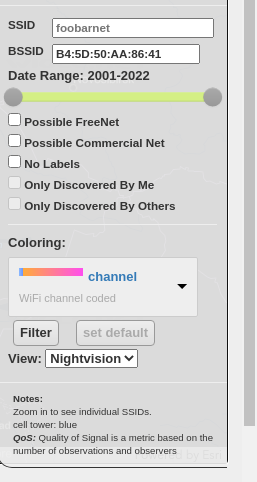 SSID foobarnet
BSSID B4:5D:50:AA:86:41
Date Range: 2001-2022
Possible FreeNet
Possible Commercial Net
No Labels
Only Discovered By Me
Only Discovered By Others
Coloring:
channel
WiFi channel coded
Filter set default
View: Nightvision
Notes:
Zoom in to see individual SSIDs.
cell tower: blue
QoS: Quality of Signal is a metric based on the
number of observations and observers
Powered by Esri